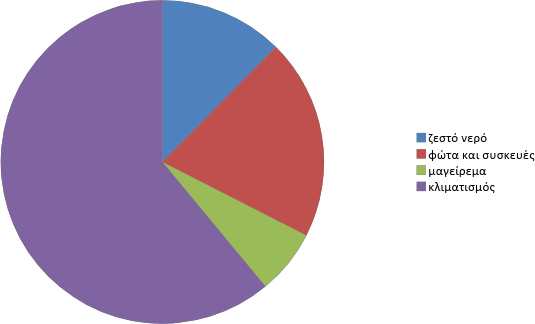 ζεστό νερό
φώτα και συσκευές
μαγείρεμα
κλιματισμός